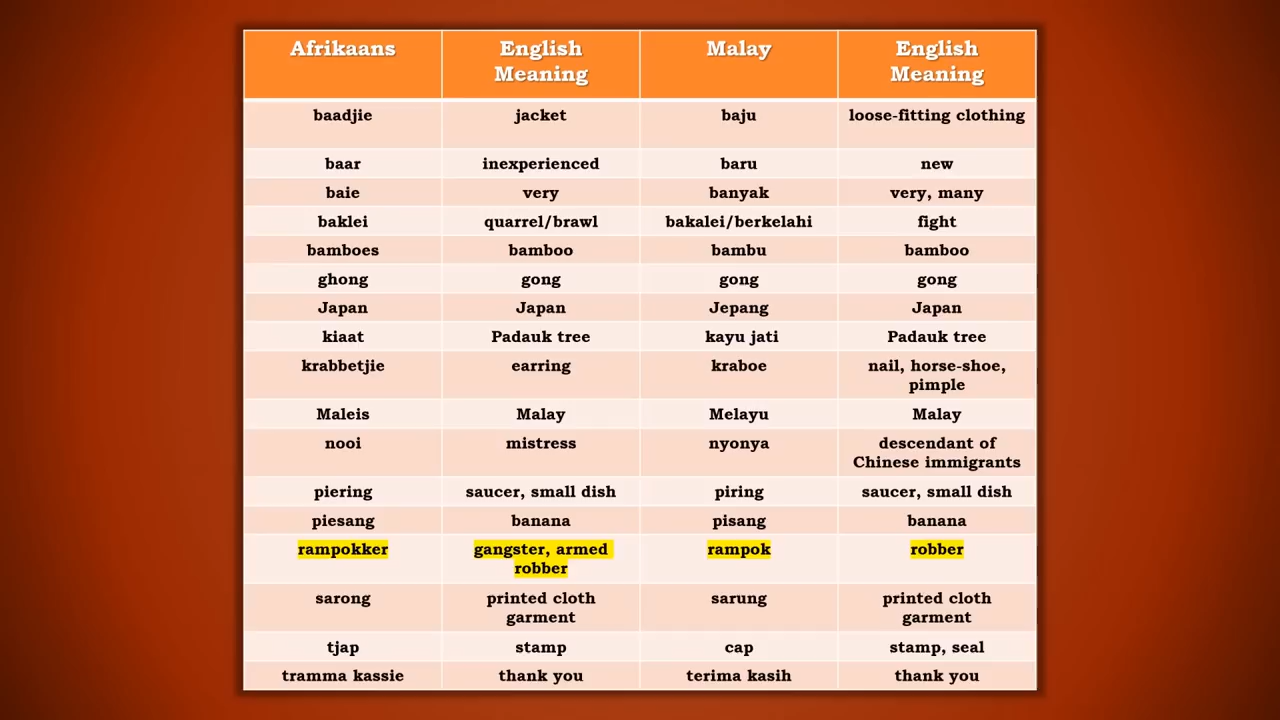 Afrikaans English Meaning Malay English Meaning
baadjie jacket baju loose-fitting clothing
baar inexperienced baru new
baie very banyak very, many
baklei quarrel/brawl bakalei/berkelahi fight
bamboes bamboo bambu bamboo
ghong gong gong gong
Japan Japan Jepang Japan
kiaat Padauk tree kayu jati Padauk tree
krabbetjie earring kraboe nail, horse-shoe, pimple
Maleis Malay Melayu Malay
nooi mistress nyonya descendant of Chinese immigrants
piering saucer, small dish piring saucer, small dish
piesang banana pisang banana
rampokker gangster, armed robber rampok robber
sarong printed cloth garment sarung printed cloth garment
tjap stamp cap stamp, seal
tramma kassie thank you terima kasih thank you